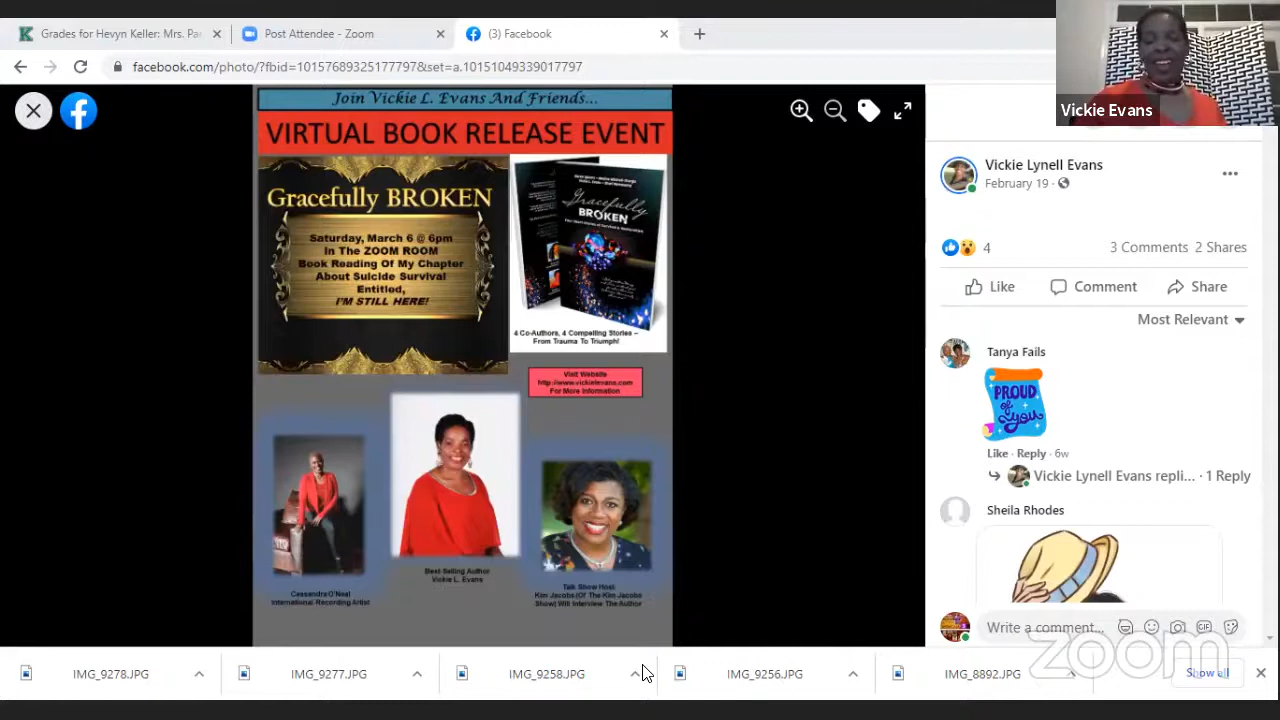 Grades for Hevyn Keller: Mrs. Pa
Post Attendee - Zoom
(3) Facebook
facebook.com/photo/?fbid=10157689325177797&set=a.10151049339017797
Vickie Evans
Join Vickie L. Evans And Friends...
VIRTUAL BOOK RELEASE EVENT
Gracefully BROKEN
Saturday, March 6 @ 6pm
In The ZOOM ROOM
Book Reading Of My Chapter
About Suicide Survival
Entitled,
I'M STILL HERE!
Gracefully
BROKEN
4 Co-Authors, 4 Compelling Stories –
From Trauma To Triumph!
Visit Website
http://www.vickielevans.com
For More Information
Best-Selling Author
Vickie L. Evans
Cassandra O'Neal
International Recording Artist
Talk Show Host
Kim Jacobs (Of The Kim Jacobs
Show) Will Interview The Author
Vickie Lynell Evans
February 19
4
3 Comments 2 Shares
Like
Comment
Share
Most Relevant
Tanya Fails
PROUD
of
you
Like · Reply · 6w
Vickie Lynell Evans repli... · 1 Reply
Sheila Rhodes
Write a comment...
GIF
zoom
IMG_9278.JPG
IMG_9277.JPG
IMG_9258.JPG
IMG_9256.JPG
IMG_8892.JPG
Show all